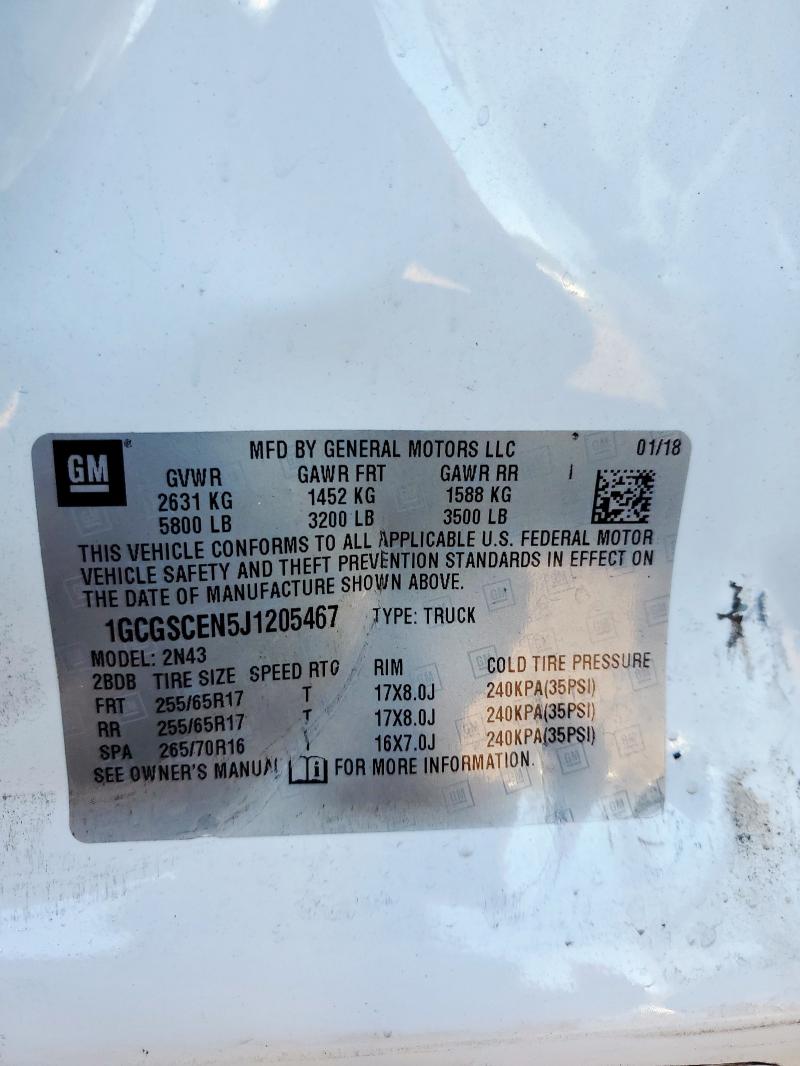 GM
MFD BY GENERAL MOTORS LLC 01/18
GVWR GAWR FRT GAWR RR
2631 KG 1452 KG 1588 KG
5800 LB 3200 LB 3500 LB
THIS VEHICLE CONFORMS TO ALL APPLICABLE U.S. FEDERAL MOTOR
VEHICLE SAFETY AND THEFT PREVENTION STANDARDS IN EFFECT ON
THE DATE OF MANUFACTURE SHOWN ABOVE.
1GCGSCEN5J1205467 TYPE: TRUCK
MODEL: 2N43
2BDB TIRE SIZE SPEED RTG RIM COLD TIRE PRESSURE
FRT 255/65R17 T 17X8.0J 240KPA(35PSI)
RR 255/65R17 T 17X8.0J 240KPA(35PSI)
SPA 265/70R16 16X7.0J 240KPA(35PSI)
SEE OWNER'S MANUAL FOR MORE INFORMATION.